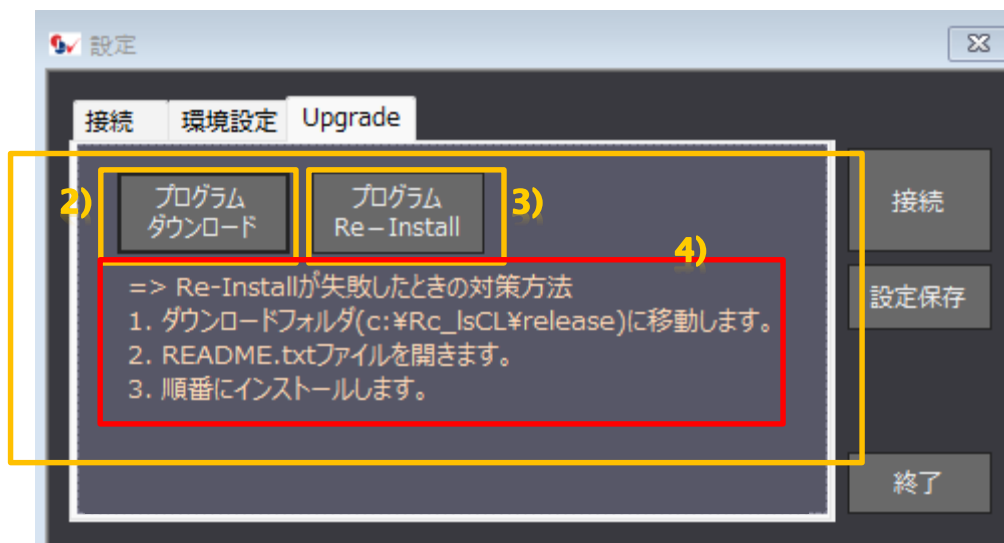 設定
接続
環境設定
Upgrade
2)
プログラム
ダウンロード
プログラム
Re－Install
3)
4)
=> Re-Installが失敗したときの対策方法
1. ダウンロードフォルダ(c:¥Rc_lsCL¥release)に移動します。
2. README.txtファイルを開きます。
3. 順番にインストールします。
接続
設定保存
終了